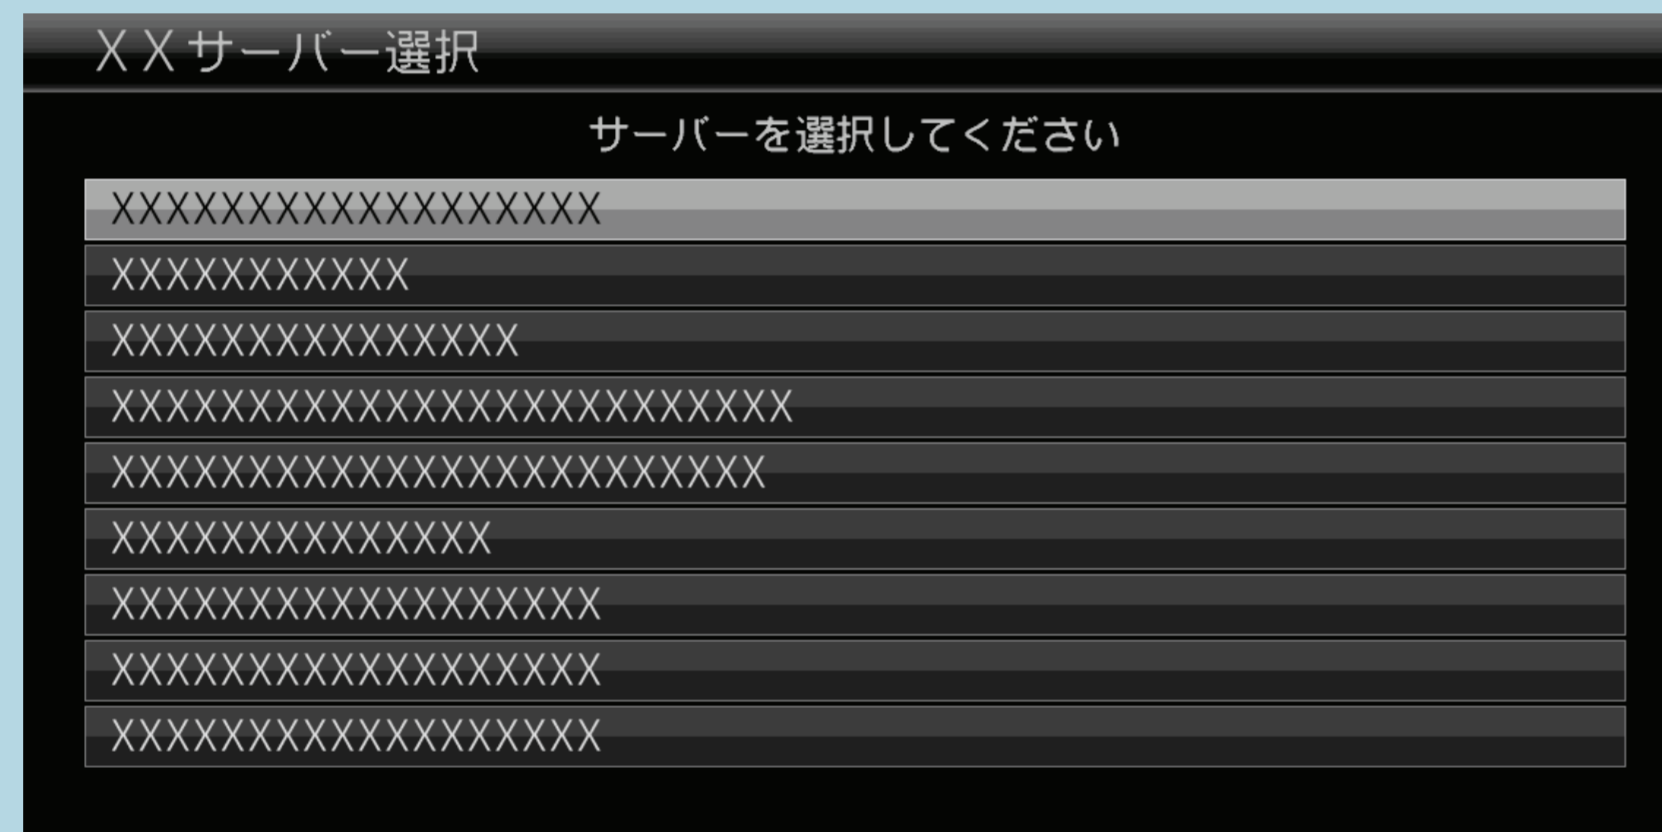 ＸＸサーバー選択
サーバーを選択してください
XXXXXXXXXXXXXXXXXX
XXXXXXXXXXX
XXXXXXXXXXXXXXX
XXXXXXXXXXXXXXXXXXXXXXXXX
XXXXXXXXXXXXXXXXXXXXXXXX
XXXXXXXXXXXXXX
XXXXXXXXXXXXXXXXXX
XXXXXXXXXXXXXXXXXX
XXXXXXXXXXXXXXXXXX